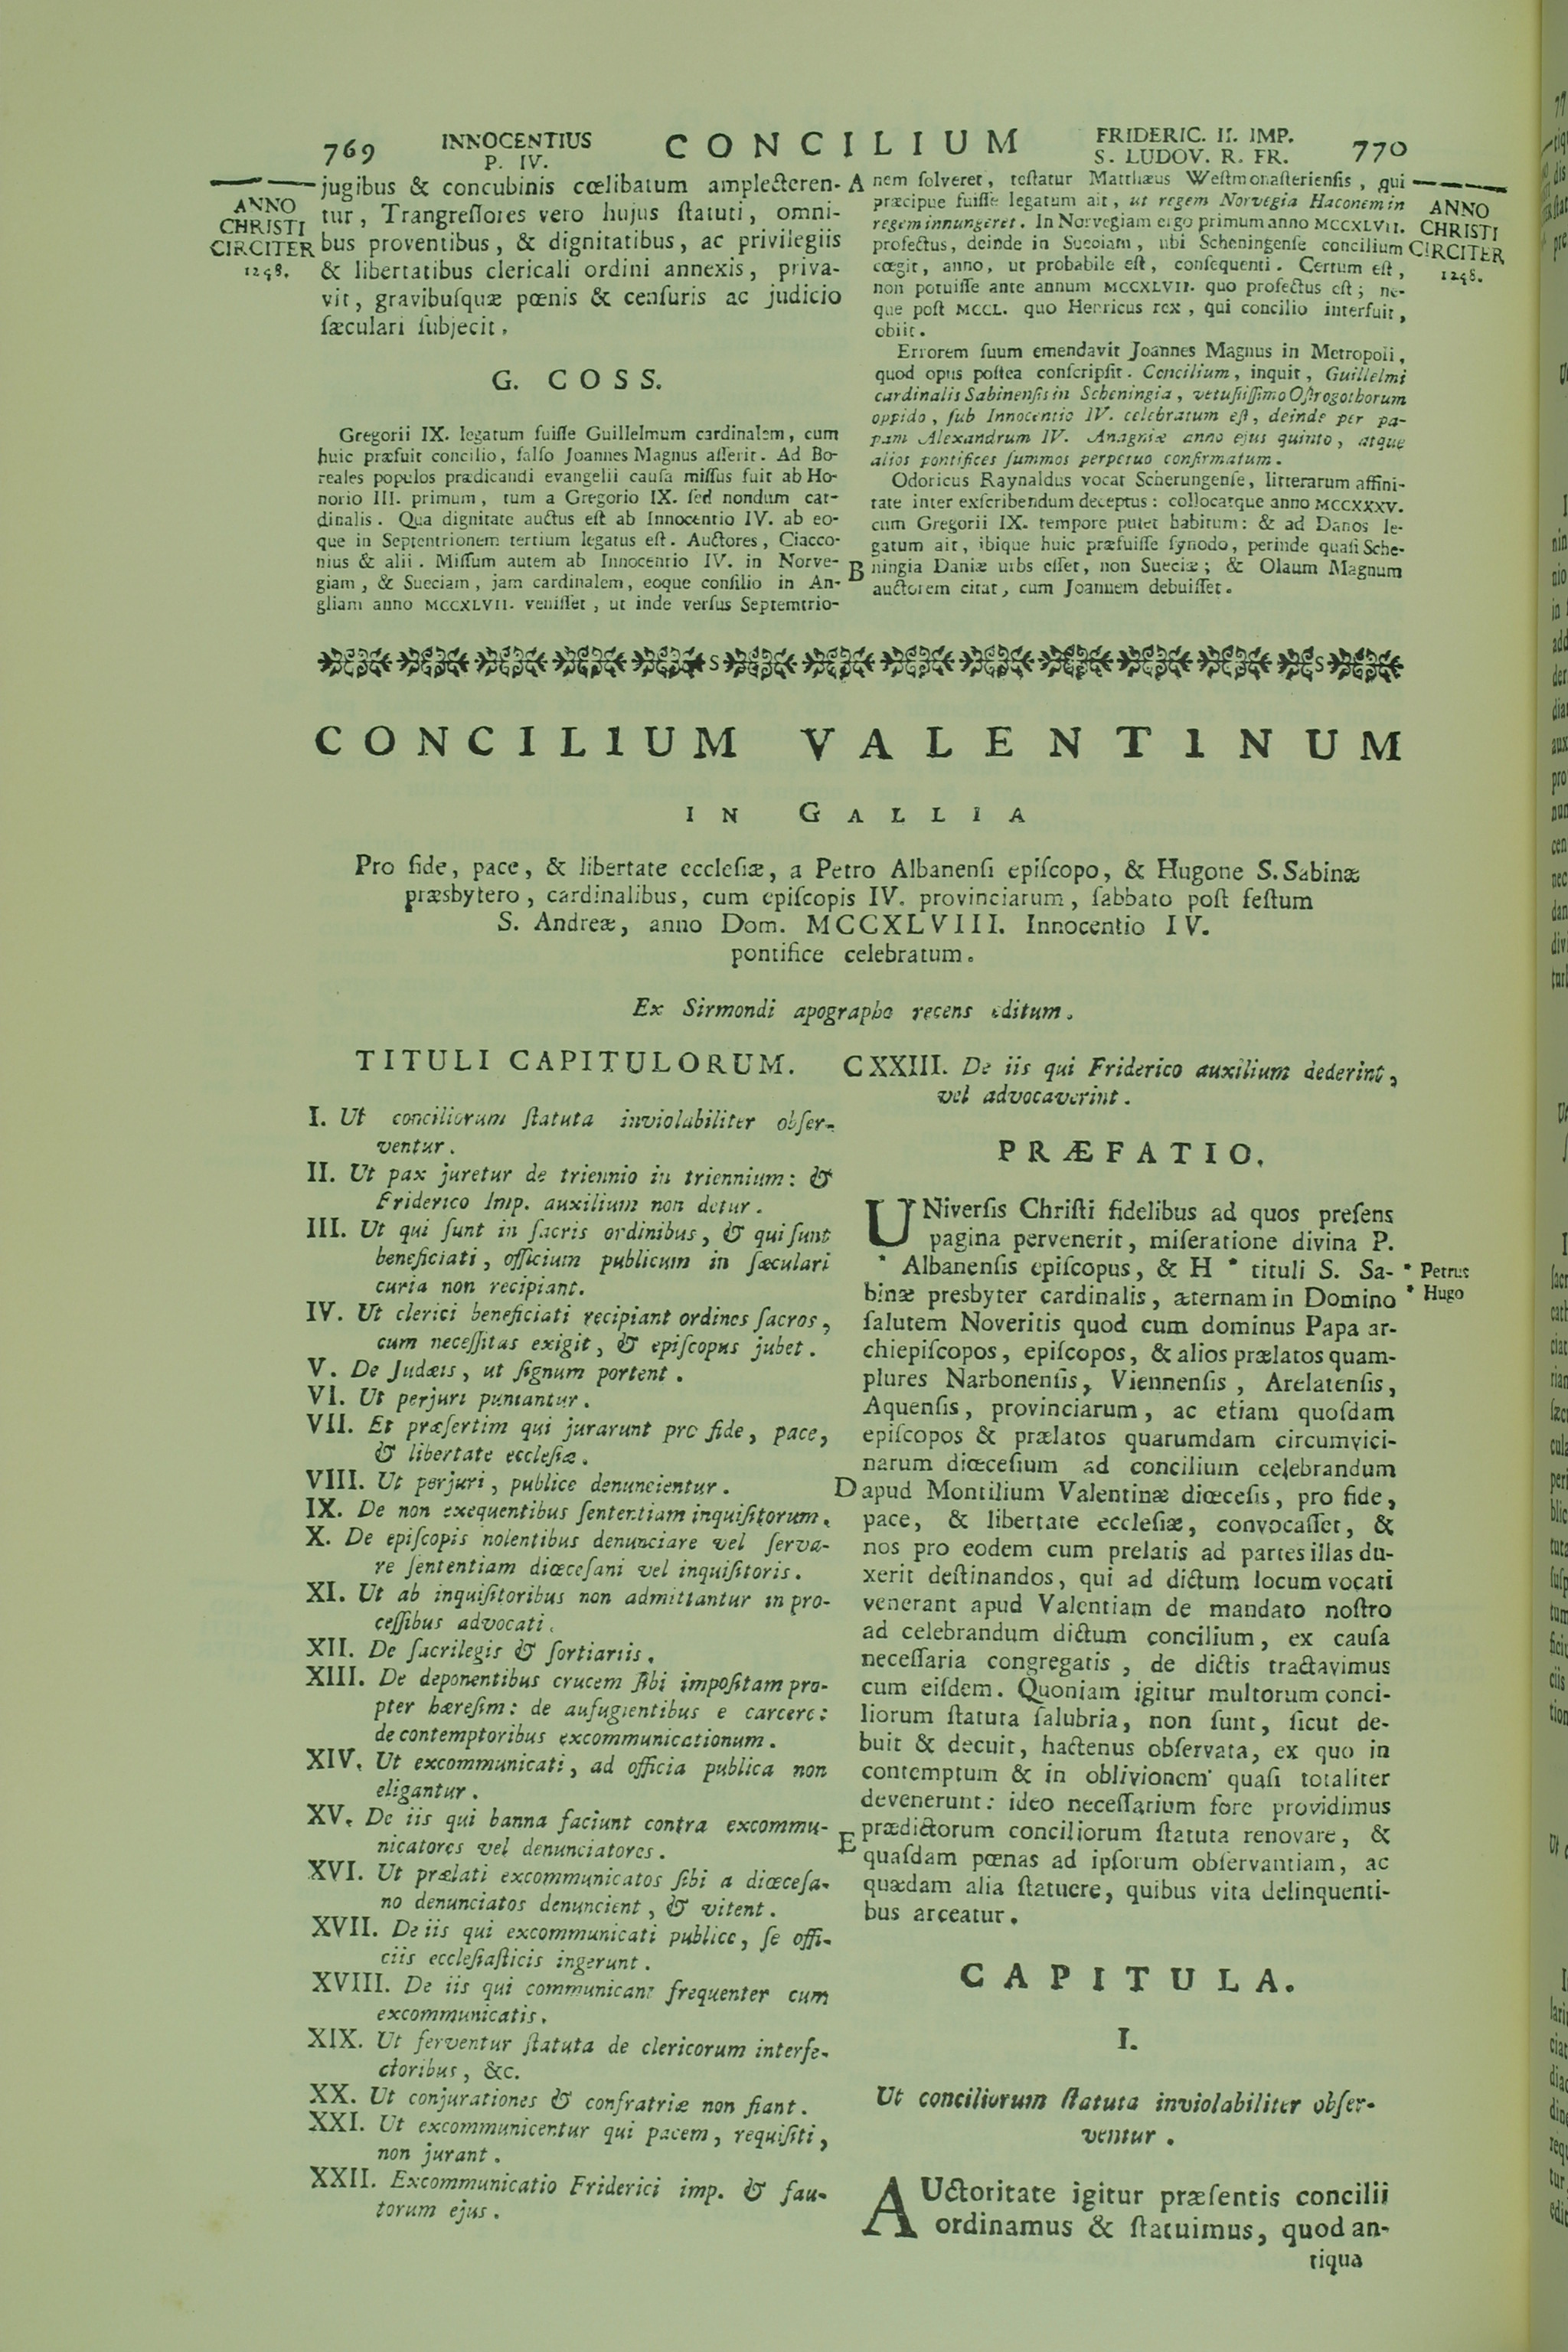 769 INNOCENTIUS P. IV. CONCILIUM FRIDERIC. II. IMP. S. LUDOV. R. FR. 770
ANNO
CHRISTI
CIRCITER
1248.
jugibus & concubinis cœlibatum amplecteren-
tur, Trangreſſores vero hujus ſtatuti, omni-
bus proventibus, & dignitatibus, ac privilegiis
& libertatibus clericali ordini annexis, priva-
vit, gravibuſquæ pœnis & cenſuris ac judicio
ſæculari ſubjecit.
G. COSS.
Gregorii IX. legatum fuiſſe Guillelmum cardinalem, cum
huic præfuit concilio, falſo Joannes Magnus aſſerit. Ad Bo-
reales populos prædicandi evangelii cauſa miſſus fuit ab Ho-
norio III. primum, tum a Gregorio IX. ſed nondum car-
dinalis. Qua dignitate auctus eſt ab Innocentio IV. ab eo-
que in Septentrionem tertium legatus eſt. Auctores, Ciacco-
nius & alii. Miſſum autem ab Innocentio IV. in Norve-
giam, & Sueciam, jam cardinalem, eoque conſilio in An-
gliam anno MCCXLVII. veniſſet, ut inde verſus Septemtrio-
A nem ſolveret, teſtatur Matthæus Weſtmonaſterienſis, qui
præcipue fuiſſe legatum ait, ut regem Norvegia Haconem in
regem innungeret. In Norvegiam ergo primum anno MCCXLVII.
profectus, deinde in Sueciam, ubi Scheningenſe concilium
cœgit, anno, ut probabile eſt, conſequenti. Certum eſt,
non potuiſſe ante annum MCCXLVII. quo profectus eſt; ne-
que poſt MCCL. quo Henricus rex, qui concilio interfuit,
obiit.
Errorem ſuum emendavit Joannes Magnus in Metropoli,
quod opus poſtea conſcripſit. Concilium, inquit, Guillelmi
cardinalis Sabinenſis in Scheningia, vetuſtiſſimo Oſtrogothorum
oppido, ſub Innocentio IV. celebratum eſt, deinde per pa-
pam Alexandrum IV. Anagniæ anno ejus quinto, atque
alios pontifices ſummos perpetuo confirmatum.
Odoricus Raynaldus vocat Scherungenſe, litterarum affini-
tate inter exſcribendum deceptus: collocatque anno MCCXXXV.
cum Gregorii IX. tempore putet habitum: & ad Danos le-
gatum ait, ibique huic præfuiſſe ſynodo, perinde quaſi Sche-
B ningia Daniæ urbs eſſet, non Sueciæ; & Olaum Magnum
auctorem citat, cum Joannem debuiſſet.
ANNO
CHRISTI
CIRCITER
1248.
CONCILIUM VALENTINUM
IN GALLIA
Pro fide, pace, & libertate eccleſiæ, a Petro Albanenſi epiſcopo, & Hugone S. Sabinæ
præsbytero, cardinalibus, cum epiſcopis IV. provinciarum, ſabbato poſt feſtum
S. Andreæ, anno Dom. MCCXLVIII. Innocentio IV.
pontifice celebratum.
Ex Sirmondi apographo recens editum.
TITULI CAPITULORUM.
I. Ut conciliorum ſtatuta inviolabiliter obſer-
ventur.
II. Ut pax juretur de triennio in triennium: &
Friderico Imp. auxilium non detur.
III. Ut qui ſunt in ſacris ordinibus, & qui ſunt
beneficiati, officium publicum in ſæculari
curia non recipiant.
IV. Ut clerici beneficiati recipiant ordines ſacros,
cum neceſſitas exigit, & epiſcopus jubet.
V. De Judæis, ut ſignum portent.
VI. Ut perjuri puniantur.
VII. Et præſertim qui jurarunt pro fide, pace,
& libertate eccleſiæ.
VIII. Ut perjuri, publice denuncientur.
IX. De non exequentibus ſententiam inquiſitorum.
X. De epiſcopis nolentibus denunciare vel ſerva-
re ſententiam diœceſani vel inquiſitoris.
XI. Ut ab inquiſitoribus non admittantur in pro-
ceſſibus advocati.
XII. De ſacrilegis & ſortiariis.
XIII. De deponentibus crucem ſibi impoſitam pro-
pter hæreſim: de aufugientibus e carcere:
de contemptoribus excommunicationum.
XIV. Ut excommunicati, ad officia publica non
eligantur.
XV. De iis qui banna faciunt contra excommu-
nicatores vel denunciatores.
XVI. Ut prælati excommunicatos ſibi a diœceſa-
no denunciatos denuncient, & vitent.
XVII. De iis qui excommunicati publice, ſe offi-
ciis eccleſiaſticis ingerunt.
XVIII. De iis qui communicant frequenter cum
excommunicatis.
XIX. Ut ſerventur ſtatuta de clericorum interfe-
ctoribus, &c.
XX. Ut conjurationes & confratriæ non fiant.
XXI. Ut excommunicentur qui pacem, requiſiti,
non jurant.
XXII. Excommunicatio Friderici imp. & fau-
torum ejus.
C XXIII. De iis qui Friderico auxilium dederint,
vel advocaverint.
PRÆFATIO.
UNiverſis Chriſti fidelibus ad quos preſens
pagina pervenerit, miſeratione divina P.
* Albanenſis epiſcopus, & H * tituli S. Sa-
binæ presbyter cardinalis, æternam in Domino
ſalutem Noveritis quod cum dominus Papa ar-
chiepiſcopos, epiſcopos, & alios prælatos quam-
plures Narbonenſis, Viennenſis, Arelatenſis,
Aquenſis, provinciarum, ac etiam quoſdam
epiſcopos & prælatos quarumdam circumvici-
narum diœceſium ad concilium celebrandum
D apud Montilium Valentinæ diœceſis, pro fide,
pace, & libertate eccleſiæ, convocaſſet, &
nos pro eodem cum prelatis ad partes illas du-
xerit deſtinandos, qui ad dictum locum vocati
venerant apud Valentiam de mandato noſtro
ad celebrandum dictum concilium, ex cauſa
neceſſaria congregatis, de dictis tractavimus
cum eiſdem. Quoniam igitur multorum conci-
liorum ſtatuta ſalubria, non ſunt, ſicut de-
buit & decuit, hactenus obſervata, ex quo in
contemptum & in oblivionem quaſi totaliter
devenerunt: ideo neceſſarium fore providimus
E prædictorum conciliorum ſtatuta renovare, &
quaſdam pœnas ad ipſorum obſervantiam, ac
quædam alia ſtatuere, quibus vita delinquenti-
bus arceatur.
* Petrus
* Hugo
CAPITULA.
I.
Ut conciliorum ſtatuta inviolabiliter obſer-
ventur.
AUctoritate igitur præſentis concilii
ordinamus & ſtatuimus, quod an-
tiqua